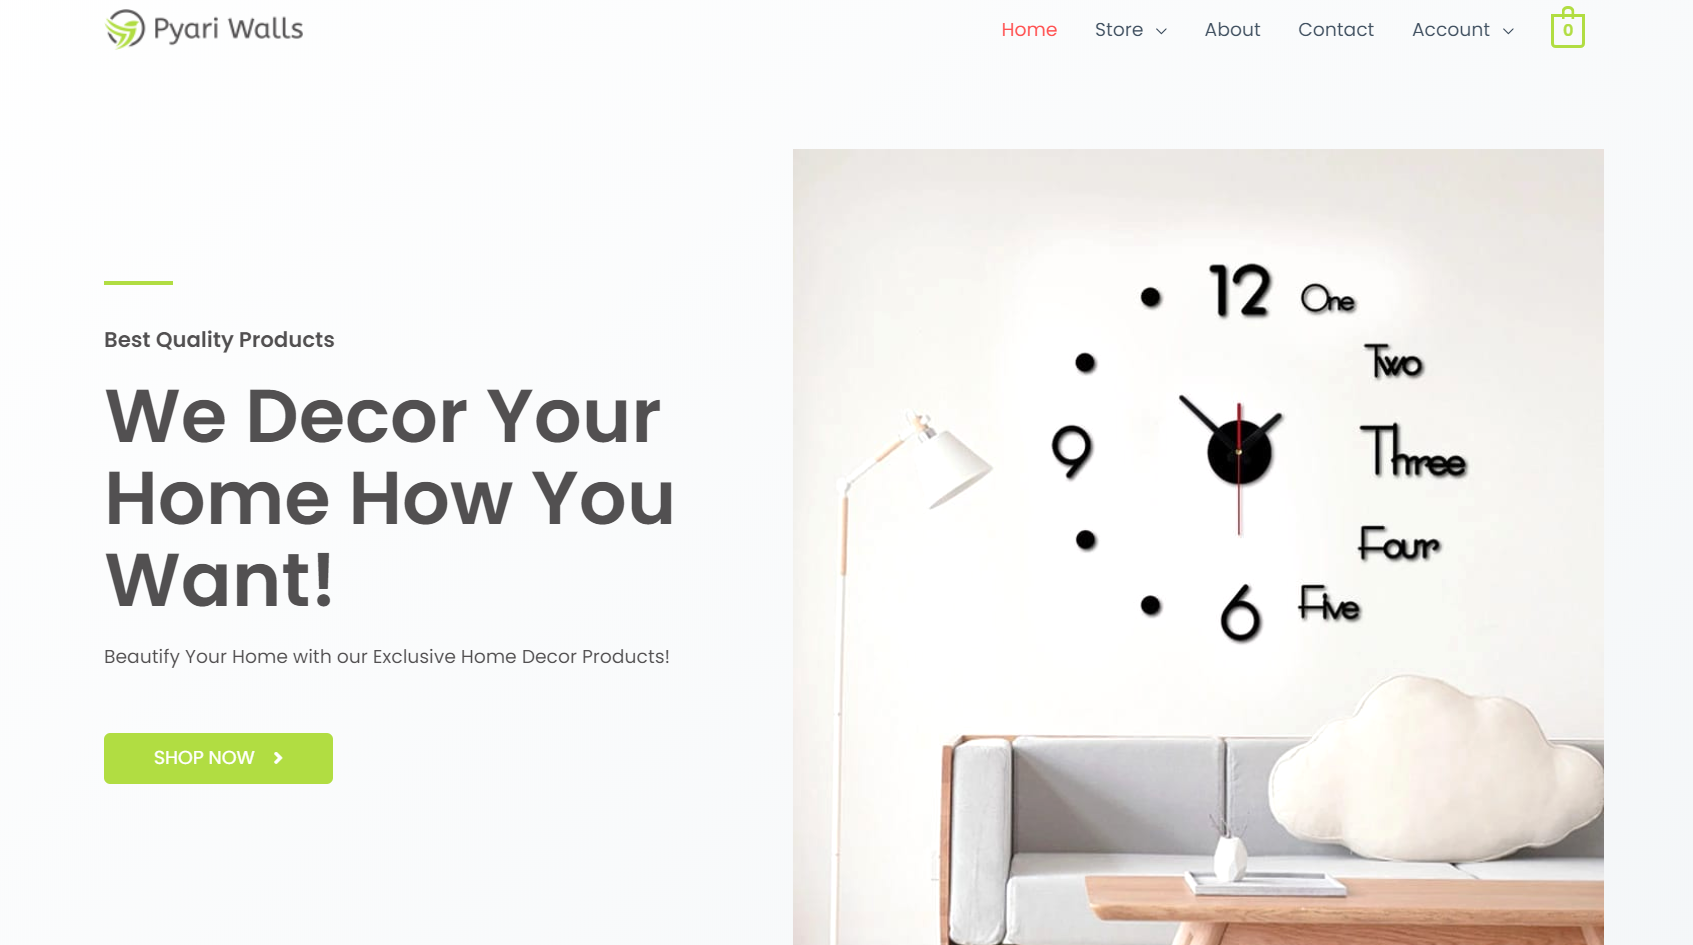 Pyari Walls
Home Store About Contact Account 0
Best Quality Products
We Decor Your
Home How You
Want!
Beautify Your Home with our Exclusive Home Decor Products!
SHOP NOW
12 One
Two
9 Three
Four
6 Five